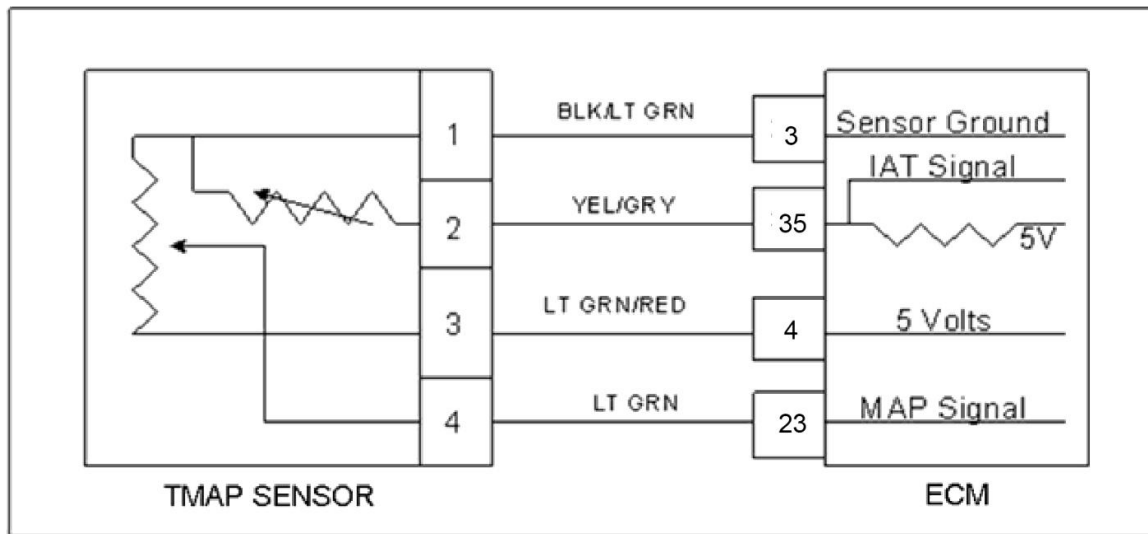 1 BLK/LT GRN 3 Sensor Ground
IAT Signal
2 YEL/GRY 35 5V
3 LT GRN/RED 4 5 Volts
4 LT GRN 23 MAP Signal
TMAP SENSOR ECM